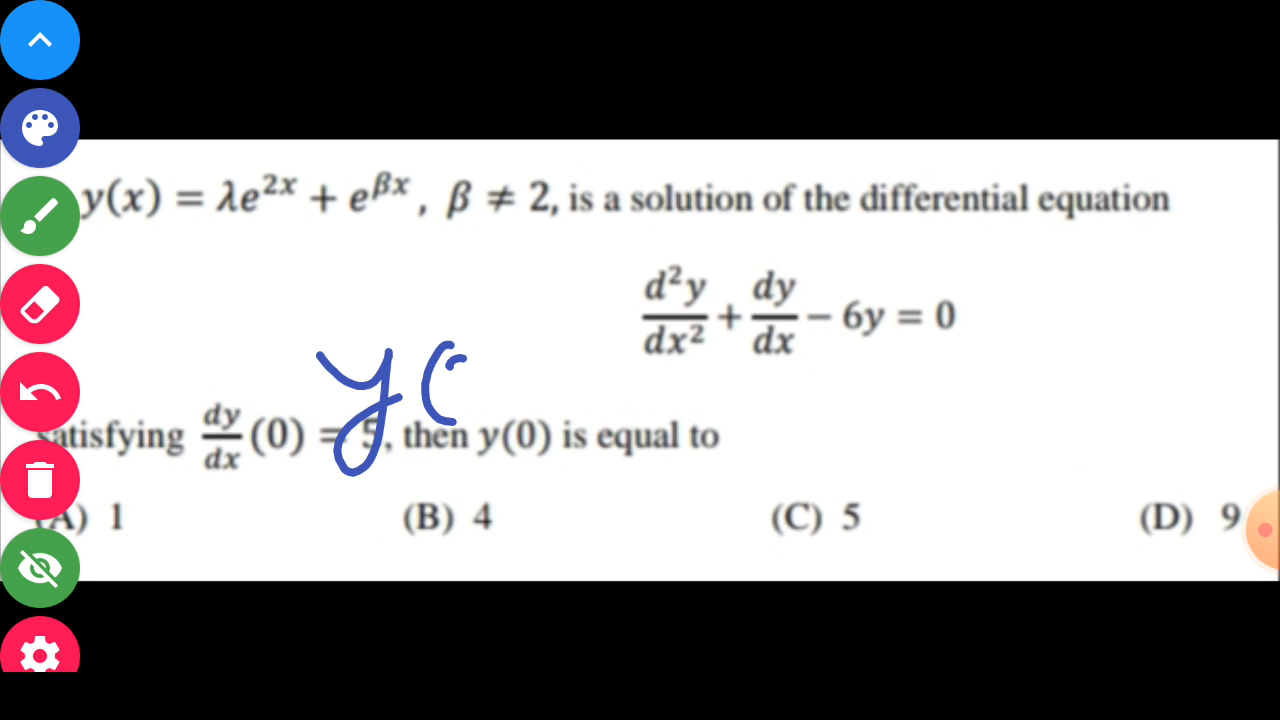 y(x) = λe^{2x} + e^{βx} , β ≠ 2, is a solution of the differential equation
d²y/dx² + dy/dx − 6y = 0
y(
satisfying dy/dx (0) = 5, then y(0) is equal to
(A) 1 (B) 4 (C) 5 (D) 9